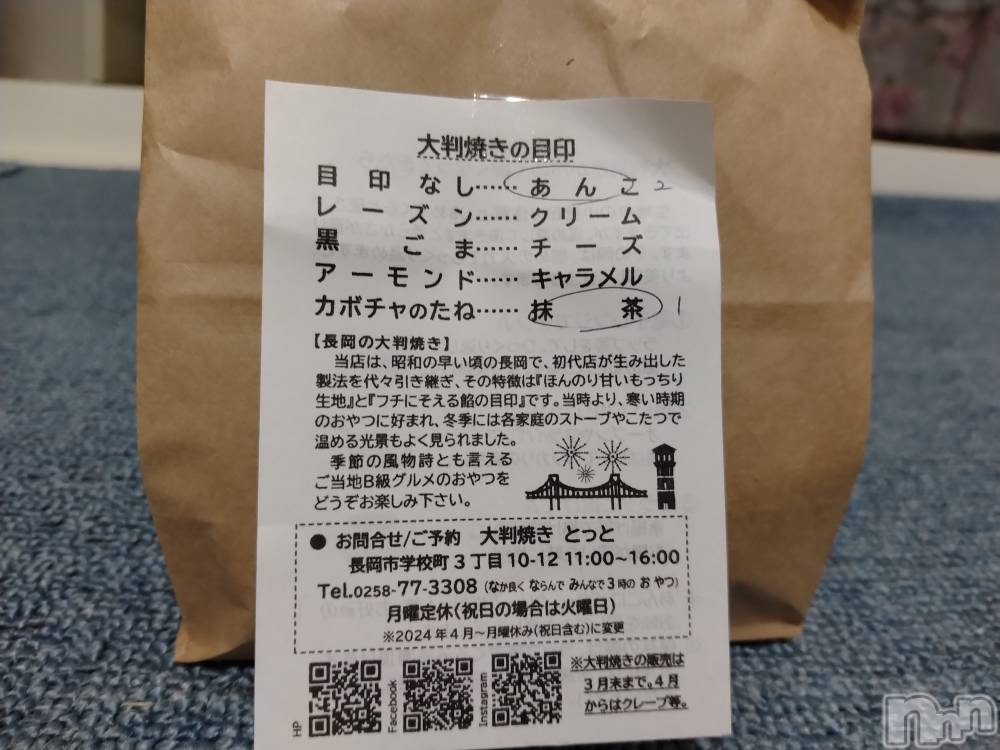 大判焼きの目印
目印なし……あんこ 2
レーズン……クリーム
黒ごま……チーズ
アーモンド……キャラメル
カボチャのたね……抹茶 1
【長岡の大判焼き】
当店は、昭和の早い頃の長岡で、初代店が生み出した
製法を代々引き継ぎ、その特徴は『ほんのり甘いもっちり
生地』と『フチにそえる餡の目印』です。当時より、寒い時期
のおやつに好まれ、冬季には各家庭のストーブやこたつで
温める光景もよく見られました。
季節の風物詩とも言える
ご当地B級グルメのおやつを
どうぞお楽しみ下さい。
● お問合せ/ご予約 大判焼き とっと
長岡市学校町3丁目10-12 11:00~16:00
Tel.0258-77-3308 (なか良く ならんで みんなで3時の おやつ)
月曜定休(祝日の場合は火曜日)
※2024年4月~月曜休み(祝日含む)に変更
HP
Facebook
Instagram
※大判焼きの販売は
3月末まで。4月
からはクレープ等。
nnn